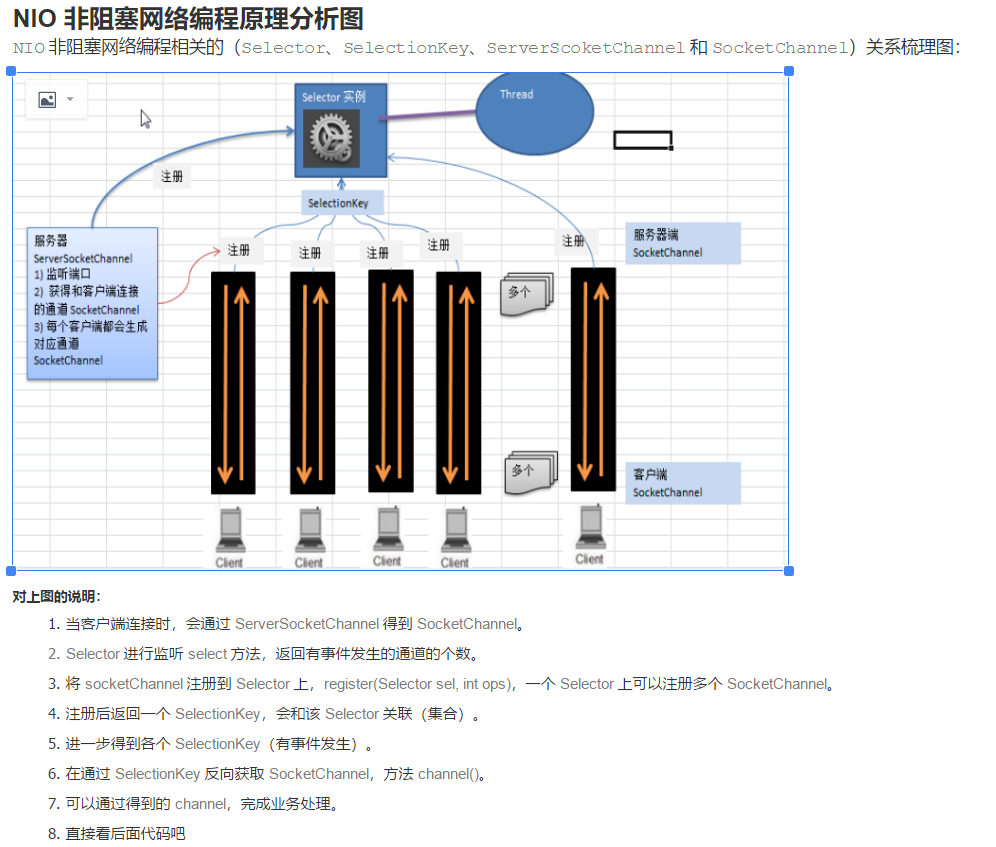 NIO 非阻塞网络编程原理分析图
NIO 非阻塞网络编程相关的（Selector、SelectionKey、ServerScoketChannel 和 SocketChannel）关系梳理图：
Selector 实例
Thread
注册
SelectionKey
服务器
ServerSocketChannel
1) 监听端口
2) 获得和客户端连接
的通道 SocketChannel
3) 每个客户端都会生成
对应通道
SocketChannel
注册
注册
注册
注册
注册
服务器端
SocketChannel
多个
多个
客户端
SocketChannel
Client
Client
Client
Client
Client
对上图的说明：
1. 当客户端连接时，会通过 ServerSocketChannel 得到 SocketChannel。
2. Selector 进行监听 select 方法，返回有事件发生的通道的个数。
3. 将 socketChannel 注册到 Selector 上，register(Selector sel, int ops)，一个 Selector 上可以注册多个 SocketChannel。
4. 注册后返回一个 SelectionKey，会和该 Selector 关联（集合）。
5. 进一步得到各个 SelectionKey（有事件发生）。
6. 在通过 SelectionKey 反向获取 SocketChannel，方法 channel()。
7. 可以通过得到的 channel，完成业务处理。
8. 直接看后面代码吧